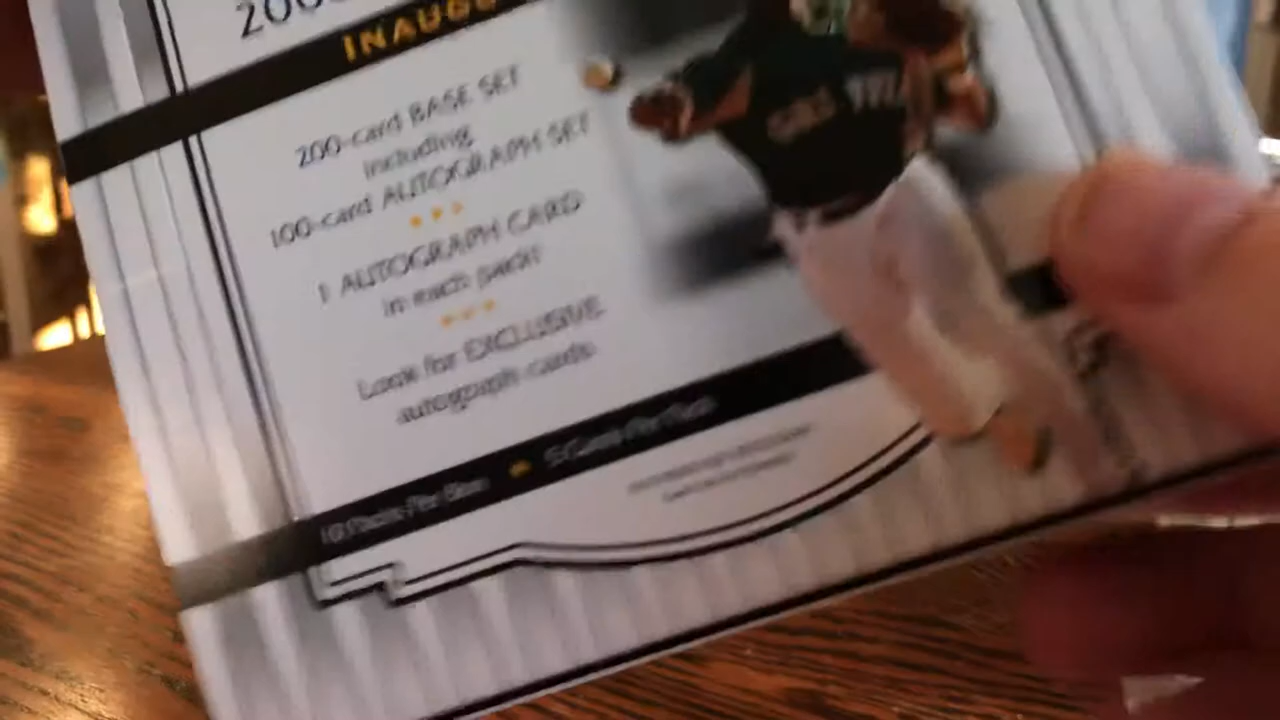 200-card BASE SET
including
100-card AUTOGRAPH SET
1 AUTOGRAPH CARD
in each pack!
Look for EXCLUSIVE
autograph cards
10 Packs Per Box 5 Cards Per Pack